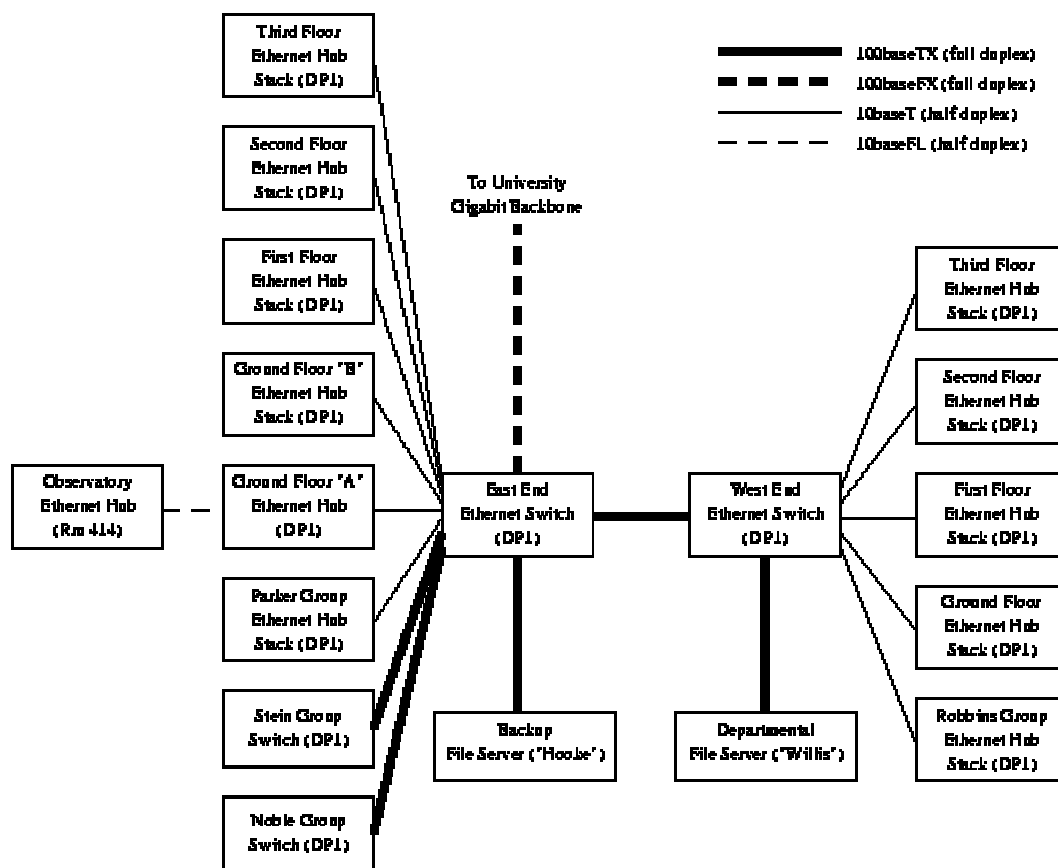 Third Floor
Ethernet Hub
Stack (DP1)
100baseTX (full duplex)
100baseFX (full duplex)
10baseT (half duplex)
10baseFL (half duplex)
Second Floor
Ethernet Hub
Stack (DP1)
To University
Gigabit Backbone
First Floor
Ethernet Hub
Stack (DP1)
Third Floor
Ethernet Hub
Stack (DP1)
Ground Floor "B"
Ethernet Hub
Stack (DP1)
Second Floor
Ethernet Hub
Stack (DP1)
Observatory
Ethernet Hub
(Rm 414)
Ground Floor "A"
Ethernet Hub
(DP1)
East End
Ethernet Switch
(DP1)
West End
Ethernet Switch
(DP1)
First Floor
Ethernet Hub
Stack (DP1)
Parker Group
Ethernet Hub
Stack (DP1)
Ground Floor
Ethernet Hub
Stack (DP1)
Stein Group
Switch (DP1)
Backup
File Server ("Hooke")
Departmental
File Server ("Willis")
Robbins Group
Ethernet Hub
Stack (DP1)
Noble Group
Switch (DP1)